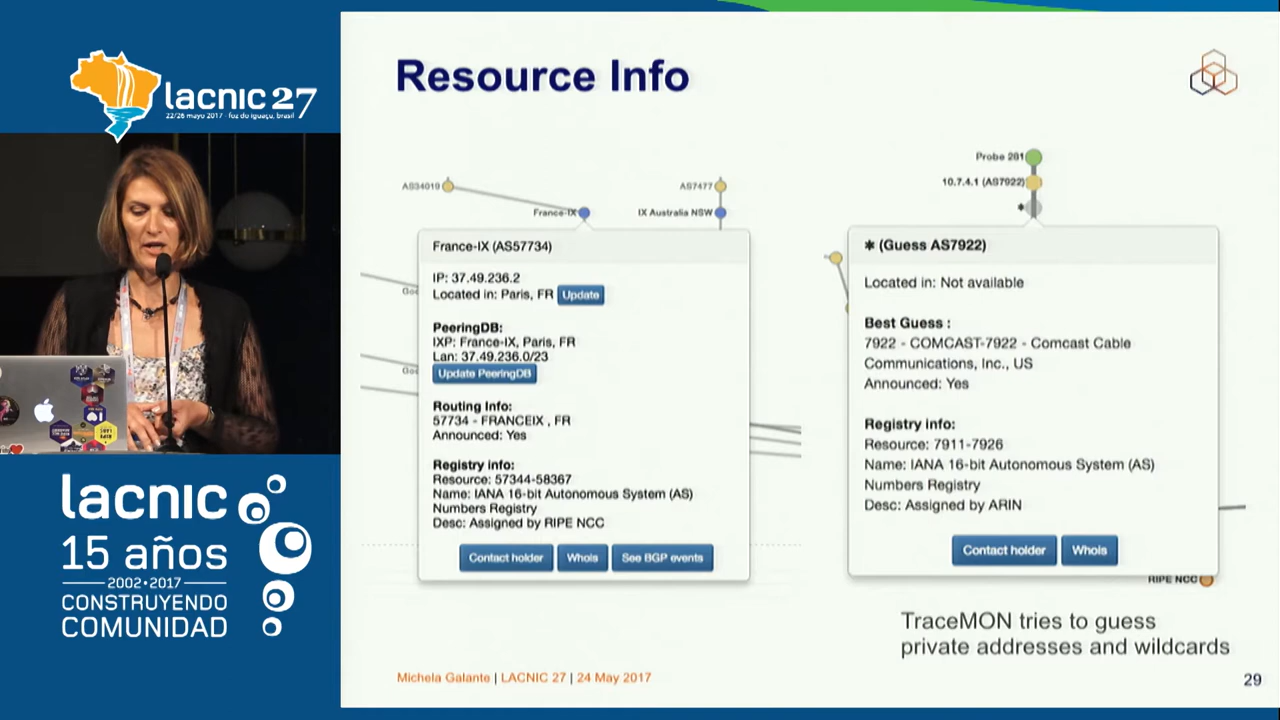 lacnic 27
22/26 mayo 2017 - foz do iguaçu, brasil
lacnic
15 años
2002•2017
CONSTRUYENDO
COMUNIDAD
Resource Info
AS34019
France-IX
AS7477
IX Australia NSW
France-IX (AS57734)
IP: 37.49.236.2
Located in: Paris, FR Update
PeeringDB:
IXP: France-IX, Paris, FR
Lan: 37.49.236.0/23
Update PeeringDB
Routing Info:
57734 - FRANCEIX , FR
Announced: Yes
Registry info:
Resource: 57344-58367
Name: IANA 16-bit Autonomous System (AS)
Numbers Registry
Desc: Assigned by RIPE NCC
Contact holder Whois See BGP events
Probe 281
10.7.4.1 (AS7922)
*
✱ (Guess AS7922)
Located in: Not available
Best Guess :
7922 - COMCAST-7922 - Comcast Cable
Communications, Inc., US
Announced: Yes
Registry info:
Resource: 7911-7926
Name: IANA 16-bit Autonomous System (AS)
Numbers Registry
Desc: Assigned by ARIN
Contact holder Whois
RIPE NCC
TraceMON tries to guess
private addresses and wildcards
Michela Galante | LACNIC 27 | 24 May 2017
29